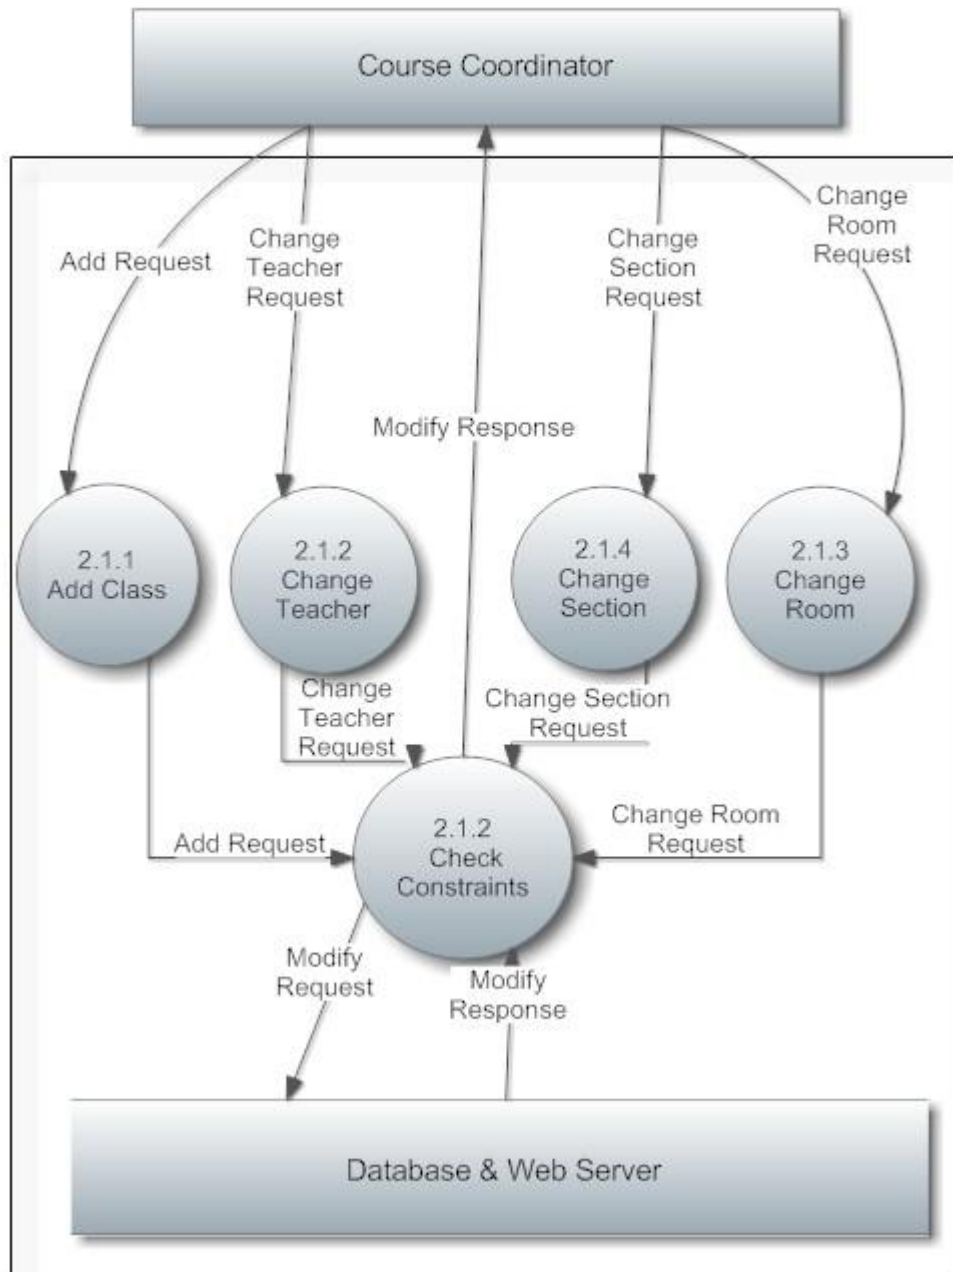 Course Coordinator
Add Request
Change
Teacher
Request
Change
Section
Request
Change
Room
Request
Modify Response
2.1.1
Add Class
2.1.2
Change
Teacher
2.1.4
Change
Section
2.1.3
Change
Room
Change
Teacher
Request
Change Section
Request
Add Request
2.1.2
Check
Constraints
Change Room
Request
Modify
Request
Modify
Response
Database & Web Server